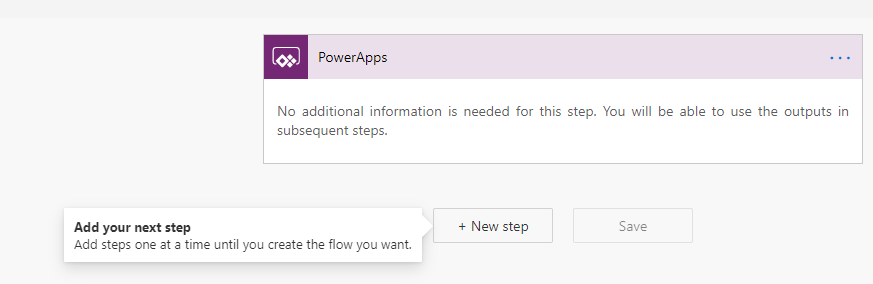 PowerApps
No additional information is needed for this step. You will be able to use the outputs in
subsequent steps.
Add your next step
Add steps one at a time until you create the flow you want.
+ New step
Save